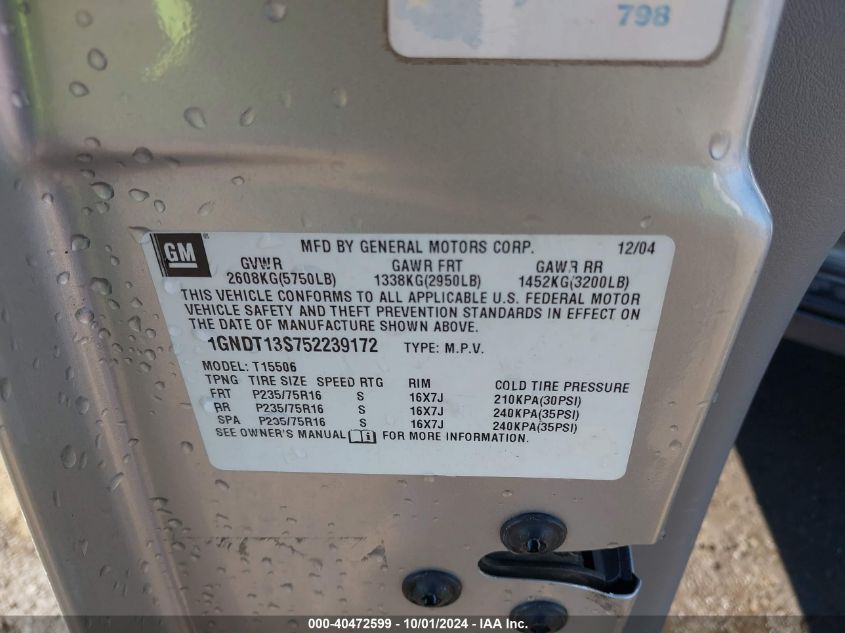 798
GM MFD BY GENERAL MOTORS CORP. 12/04
GVWR GAWR FRT GAWR RR
2608KG(5750LB) 1338KG(2950LB) 1452KG(3200LB)
THIS VEHICLE CONFORMS TO ALL APPLICABLE U.S. FEDERAL MOTOR
VEHICLE SAFETY AND THEFT PREVENTION STANDARDS IN EFFECT ON
THE DATE OF MANUFACTURE SHOWN ABOVE.
1GNDT13S752239172 TYPE: M.P.V.
MODEL: T15506
TPNG TIRE SIZE SPEED RTG RIM COLD TIRE PRESSURE
FRT P235/75R16 S 16X7J 210KPA(30PSI)
RR P235/75R16 S 16X7J 240KPA(35PSI)
SPA P235/75R16 S 16X7J 240KPA(35PSI)
SEE OWNER'S MANUAL FOR MORE INFORMATION.
000-40472599 - 10/01/2024 - IAA Inc.